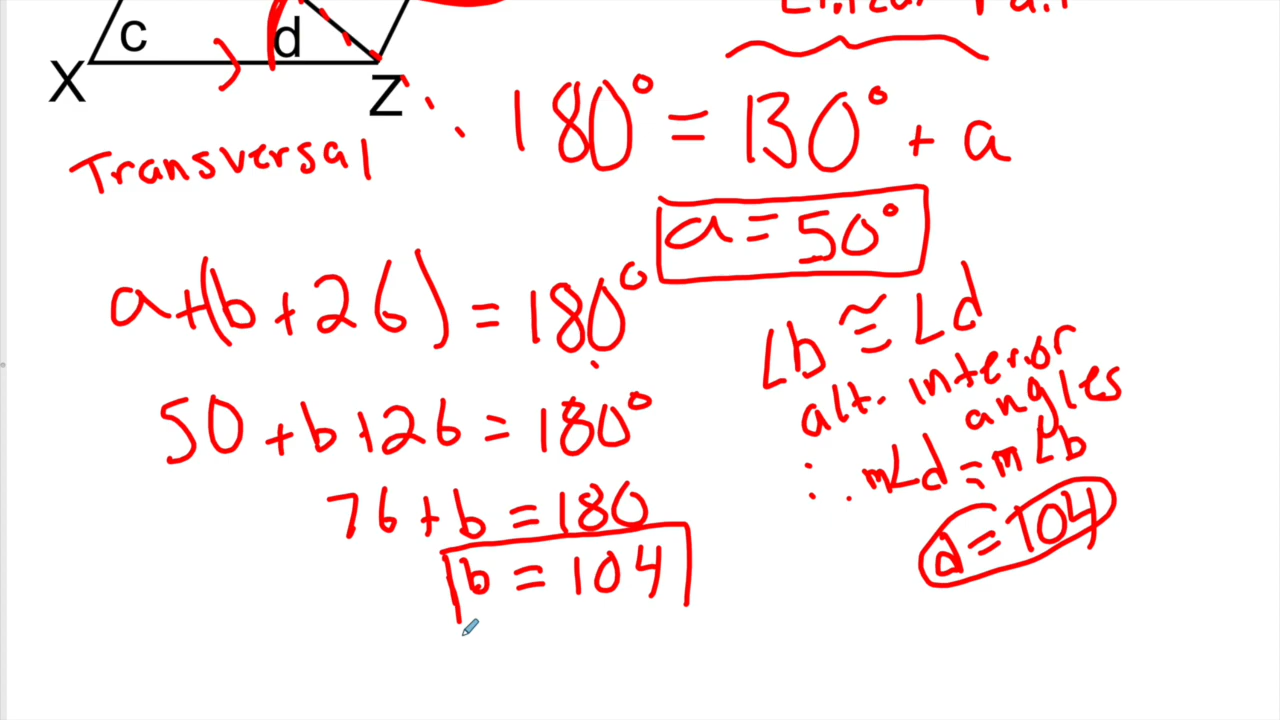 c
d
X
Z
Transversal
∴ 180° = 130° + a
a = 50°
a+(b+26) = 180°
50 + b + 26 = 180°
76 + b = 180
b = 104
∠b ≅ ∠d
alt. interior
angles
∴ m∠d = m∠b
d = 104